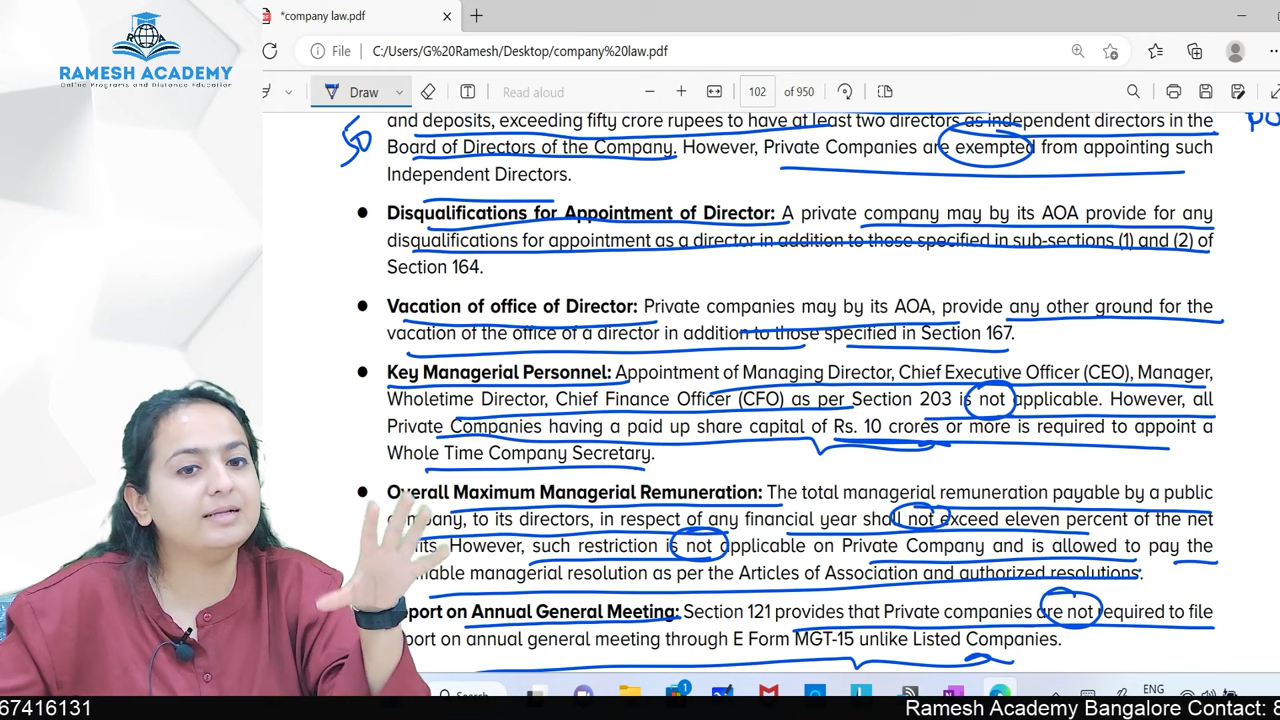 *company law.pdf
RAMESH ACADEMY
Online Programs and Distance Education
File C:/Users/G%20Ramesh/Desktop/company%20law.pdf
Draw Read aloud 102 of 950
and deposits, exceeding fifty crore rupees to have at least two directors as independent directors in the
50
Board of Directors of the Company. However, Private Companies are exempted from appointing such
Independent Directors.
Disqualifications for Appointment of Director: A private company may by its AOA provide for any
disqualifications for appointment as a director in addition to those specified in sub-sections (1) and (2) of
Section 164.
Vacation of office of Director: Private companies may by its AOA, provide any other ground for the
vacation of the office of a director in addition to those specified in Section 167.
Key Managerial Personnel: Appointment of Managing Director, Chief Executive Officer (CEO), Manager,
Wholetime Director, Chief Finance Officer (CFO) as per Section 203 is not applicable. However, all
Private Companies having a paid up share capital of Rs. 10 crores or more is required to appoint a
Whole Time Company Secretary.
Overall Maximum Managerial Remuneration: The total managerial remuneration payable by a public
company, to its directors, in respect of any financial year shall not exceed eleven percent of the net
However, such restriction is not applicable on Private Company and is allowed to pay the
managerial resolution as per the Articles of Association and authorized resolutions.
on Annual General Meeting: Section 121 provides that Private companies are not required to file
on annual general meeting through E Form MGT-15 unlike Listed Companies.
Search
ENG
67416131 Ramesh Academy Bangalore Contact: 8